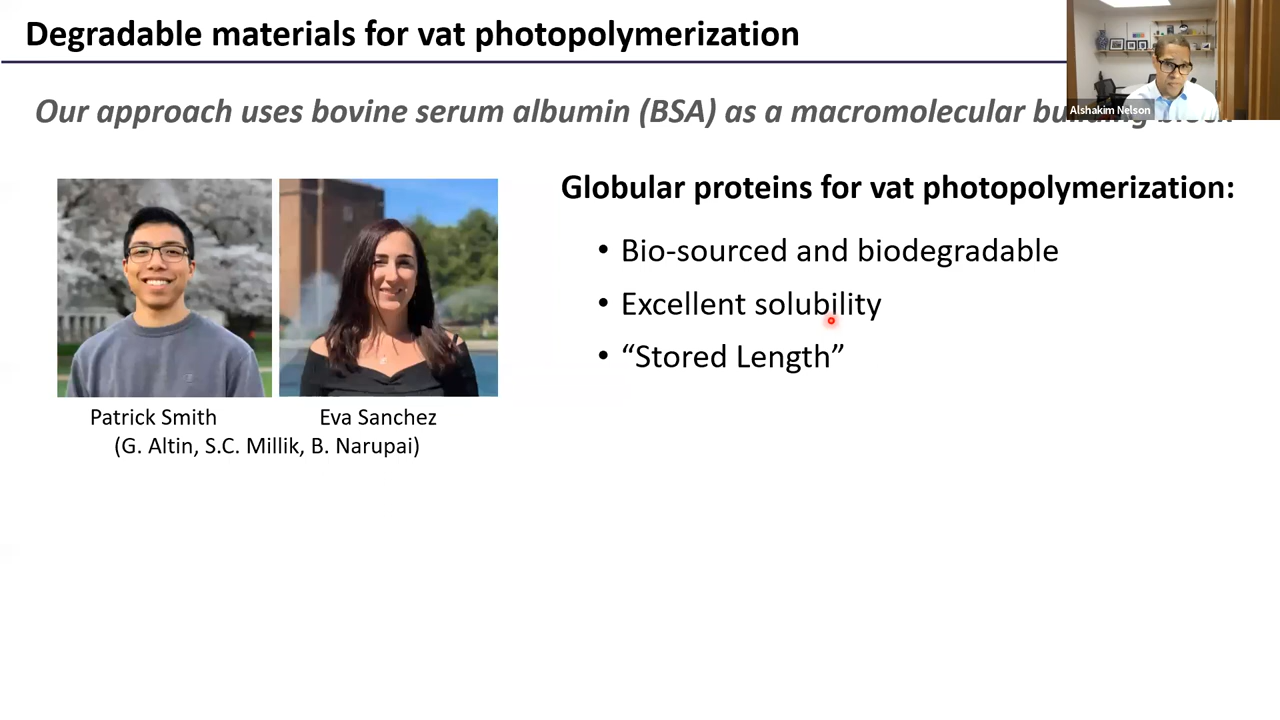 Degradable materials for vat photopolymerization
Alshakim Nelson
Our approach uses bovine serum albumin (BSA) as a macromolecular
Globular proteins for vat photopolymerization:
• Bio-sourced and biodegradable
• Excellent solubility
• “Stored Length”
Patrick Smith
Eva Sanchez
(G. Altin, S.C. Millik, B. Narupai)